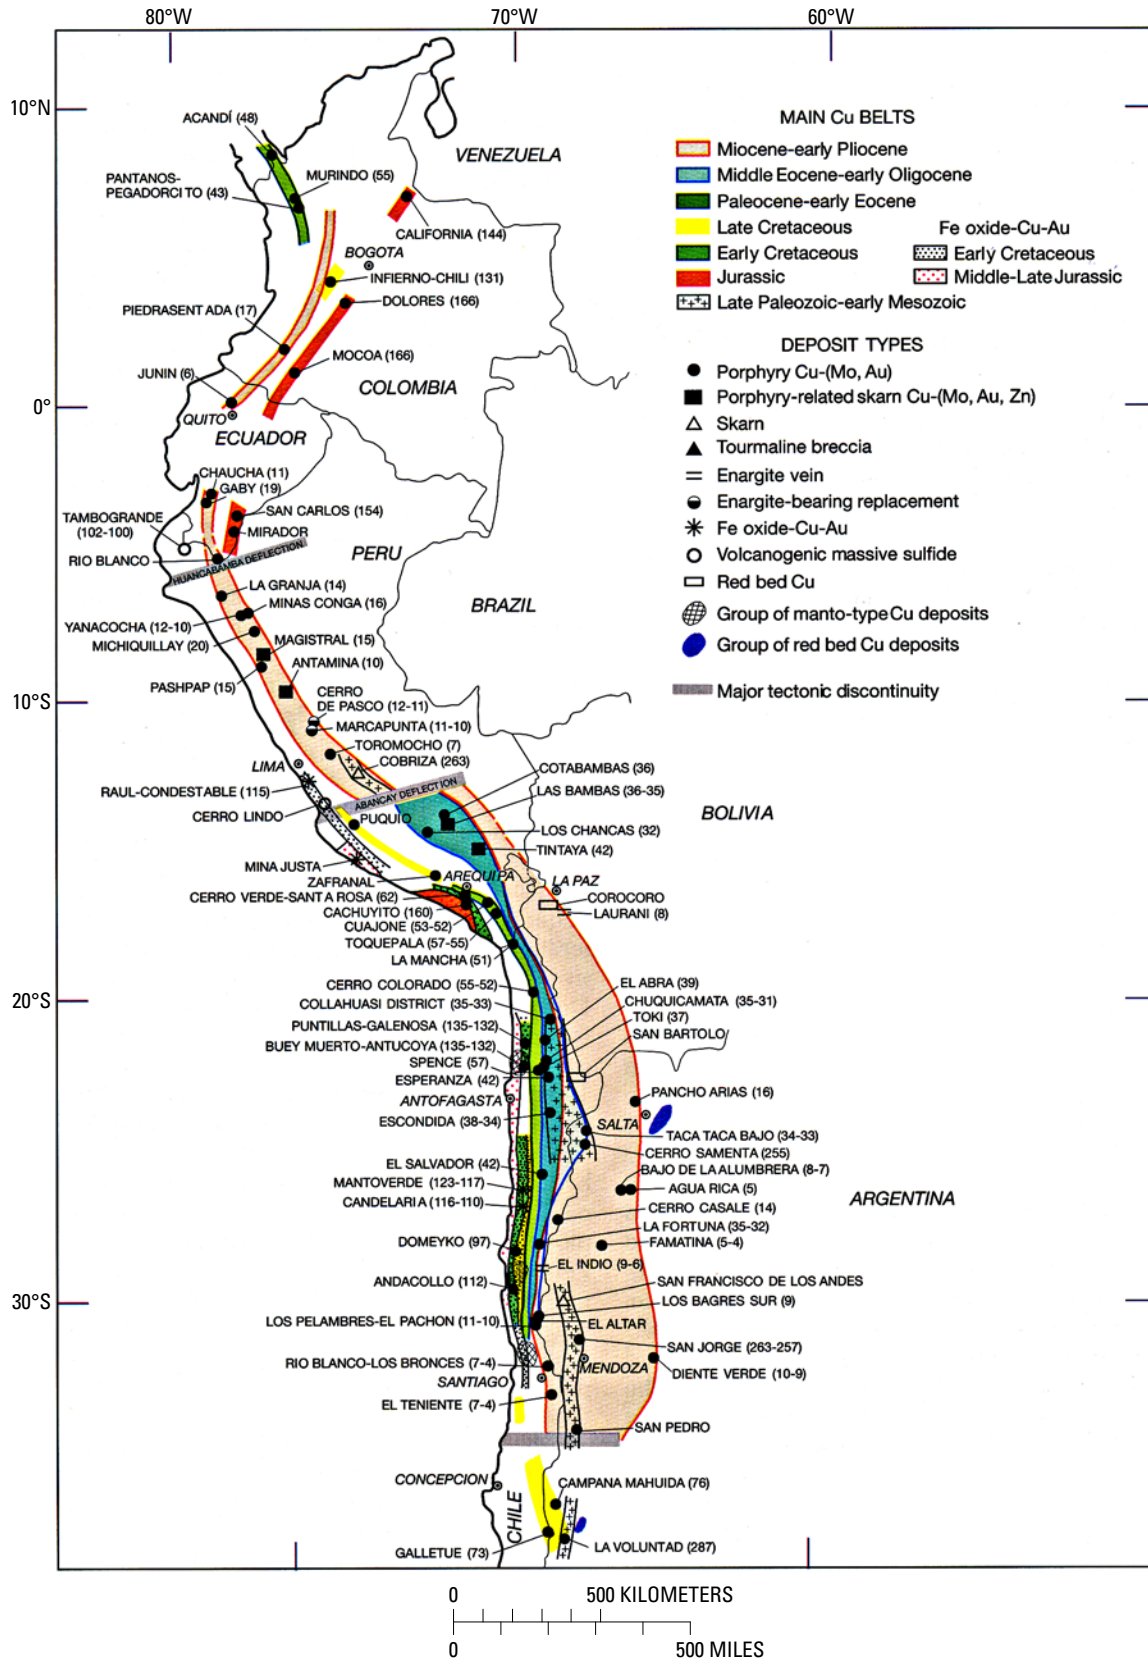 80°W 70°W 60°W
10°N
0°
10°S
20°S
30°S
MAIN Cu BELTS
Miocene-early Pliocene
Middle Eocene-early Oligocene
Paleocene-early Eocene
Late Cretaceous
Early Cretaceous
Jurassic
Late Paleozoic-early Mesozoic
Fe oxide-Cu-Au
Early Cretaceous
Middle-Late Jurassic
DEPOSIT TYPES
Porphyry Cu-(Mo, Au)
Porphyry-related skarn Cu-(Mo, Au, Zn)
Skarn
Tourmaline breccia
Enargite vein
Enargite-bearing replacement
Fe oxide-Cu-Au
Volcanogenic massive sulfide
Red bed Cu
Group of manto-type Cu deposits
Group of red bed Cu deposits
Major tectonic discontinuity
ACANDÍ (48)
VENEZUELA
PANTANOS-
PEGADORCITO (43)
MURINDO (55)
CALIFORNIA (144)
BOGOTA
INFIERNO-CHILI (131)
DOLORES (166)
PIEDRASENTADA (17)
MOCOA (166)
JUNIN (6)
COLOMBIA
QUITO
ECUADOR
CHAUCHA (11)
GABY (19)
SAN CARLOS (154)
TAMBOGRANDE
(102-100)
MIRADOR
RIO BLANCO
HUANCABAMBA DEFLECTION
PERU
BRAZIL
LA GRANJA (14)
MINAS CONGA (16)
YANACOCHA (12-10)
MICHIQUILLAY (20)
MAGISTRAL (15)
ANTAMINA (10)
PASHPAP (15)
CERRO
DE PASCO (12-11)
MARCAPUNTA (11-10)
TOROMOCHO (7)
COBRIZA (263)
LIMA
RAUL-CONDESTABLE (115)
CERRO LINDO
ABANCAY DEFLECTION
COTABAMBAS (36)
LAS BAMBAS (36-35)
BOLIVIA
PUQUIO
LOS CHANCAS (32)
TINTAYA (42)
MINA JUSTA
ZAFRANAL
AREQUIPA
LA PAZ
CERRO VERDE-SANTA ROSA (62)
COROCORO
CACHUYITO (160)
LAURANI (8)
CUAJONE (53-52)
TOQUEPALA (57-55)
LA MANCHA (51)
CERRO COLORADO (55-52)
EL ABRA (39)
COLLAHUASI DISTRICT (35-33)
CHUQUICAMATA (35-31)
PUNTILLAS-GALENOSA (135-132)
TOKI (37)
BUEY MUERTO-ANTUCOYA (135-132)
SAN BARTOLO
SPENCE (57)
ESPERANZA (42)
PANCHO ARIAS (16)
ANTOFAGASTA
ESCONDIDA (38-34)
SALTA
TACA TACA BAJO (34-33)
CERRO SAMENTA (255)
EL SALVADOR (42)
BAJO DE LA ALUMBRERA (8-7)
MANTOVERDE (123-117)
AGUA RICA (5)
CANDELARIA (116-110)
ARGENTINA
CERRO CASALE (14)
LA FORTUNA (35-32)
DOMEYKO (97)
FAMATINA (5-4)
EL INDIO (9-6)
ANDACOLLO (112)
SAN FRANCISCO DE LOS ANDES
LOS BAGRES SUR (9)
LOS PELAMBRES-EL PACHON (11-10)
EL ALTAR
SAN JORGE (263-257)
RIO BLANCO-LOS BRONCES (7-4)
MENDOZA
DIENTE VERDE (10-9)
SANTIAGO
EL TENIENTE (7-4)
SAN PEDRO
CONCEPCION
CHILE
CAMPANA MAHUIDA (76)
GALLETUE (73)
LA VOLUNTAD (287)
0 500 KILOMETERS
0 500 MILES